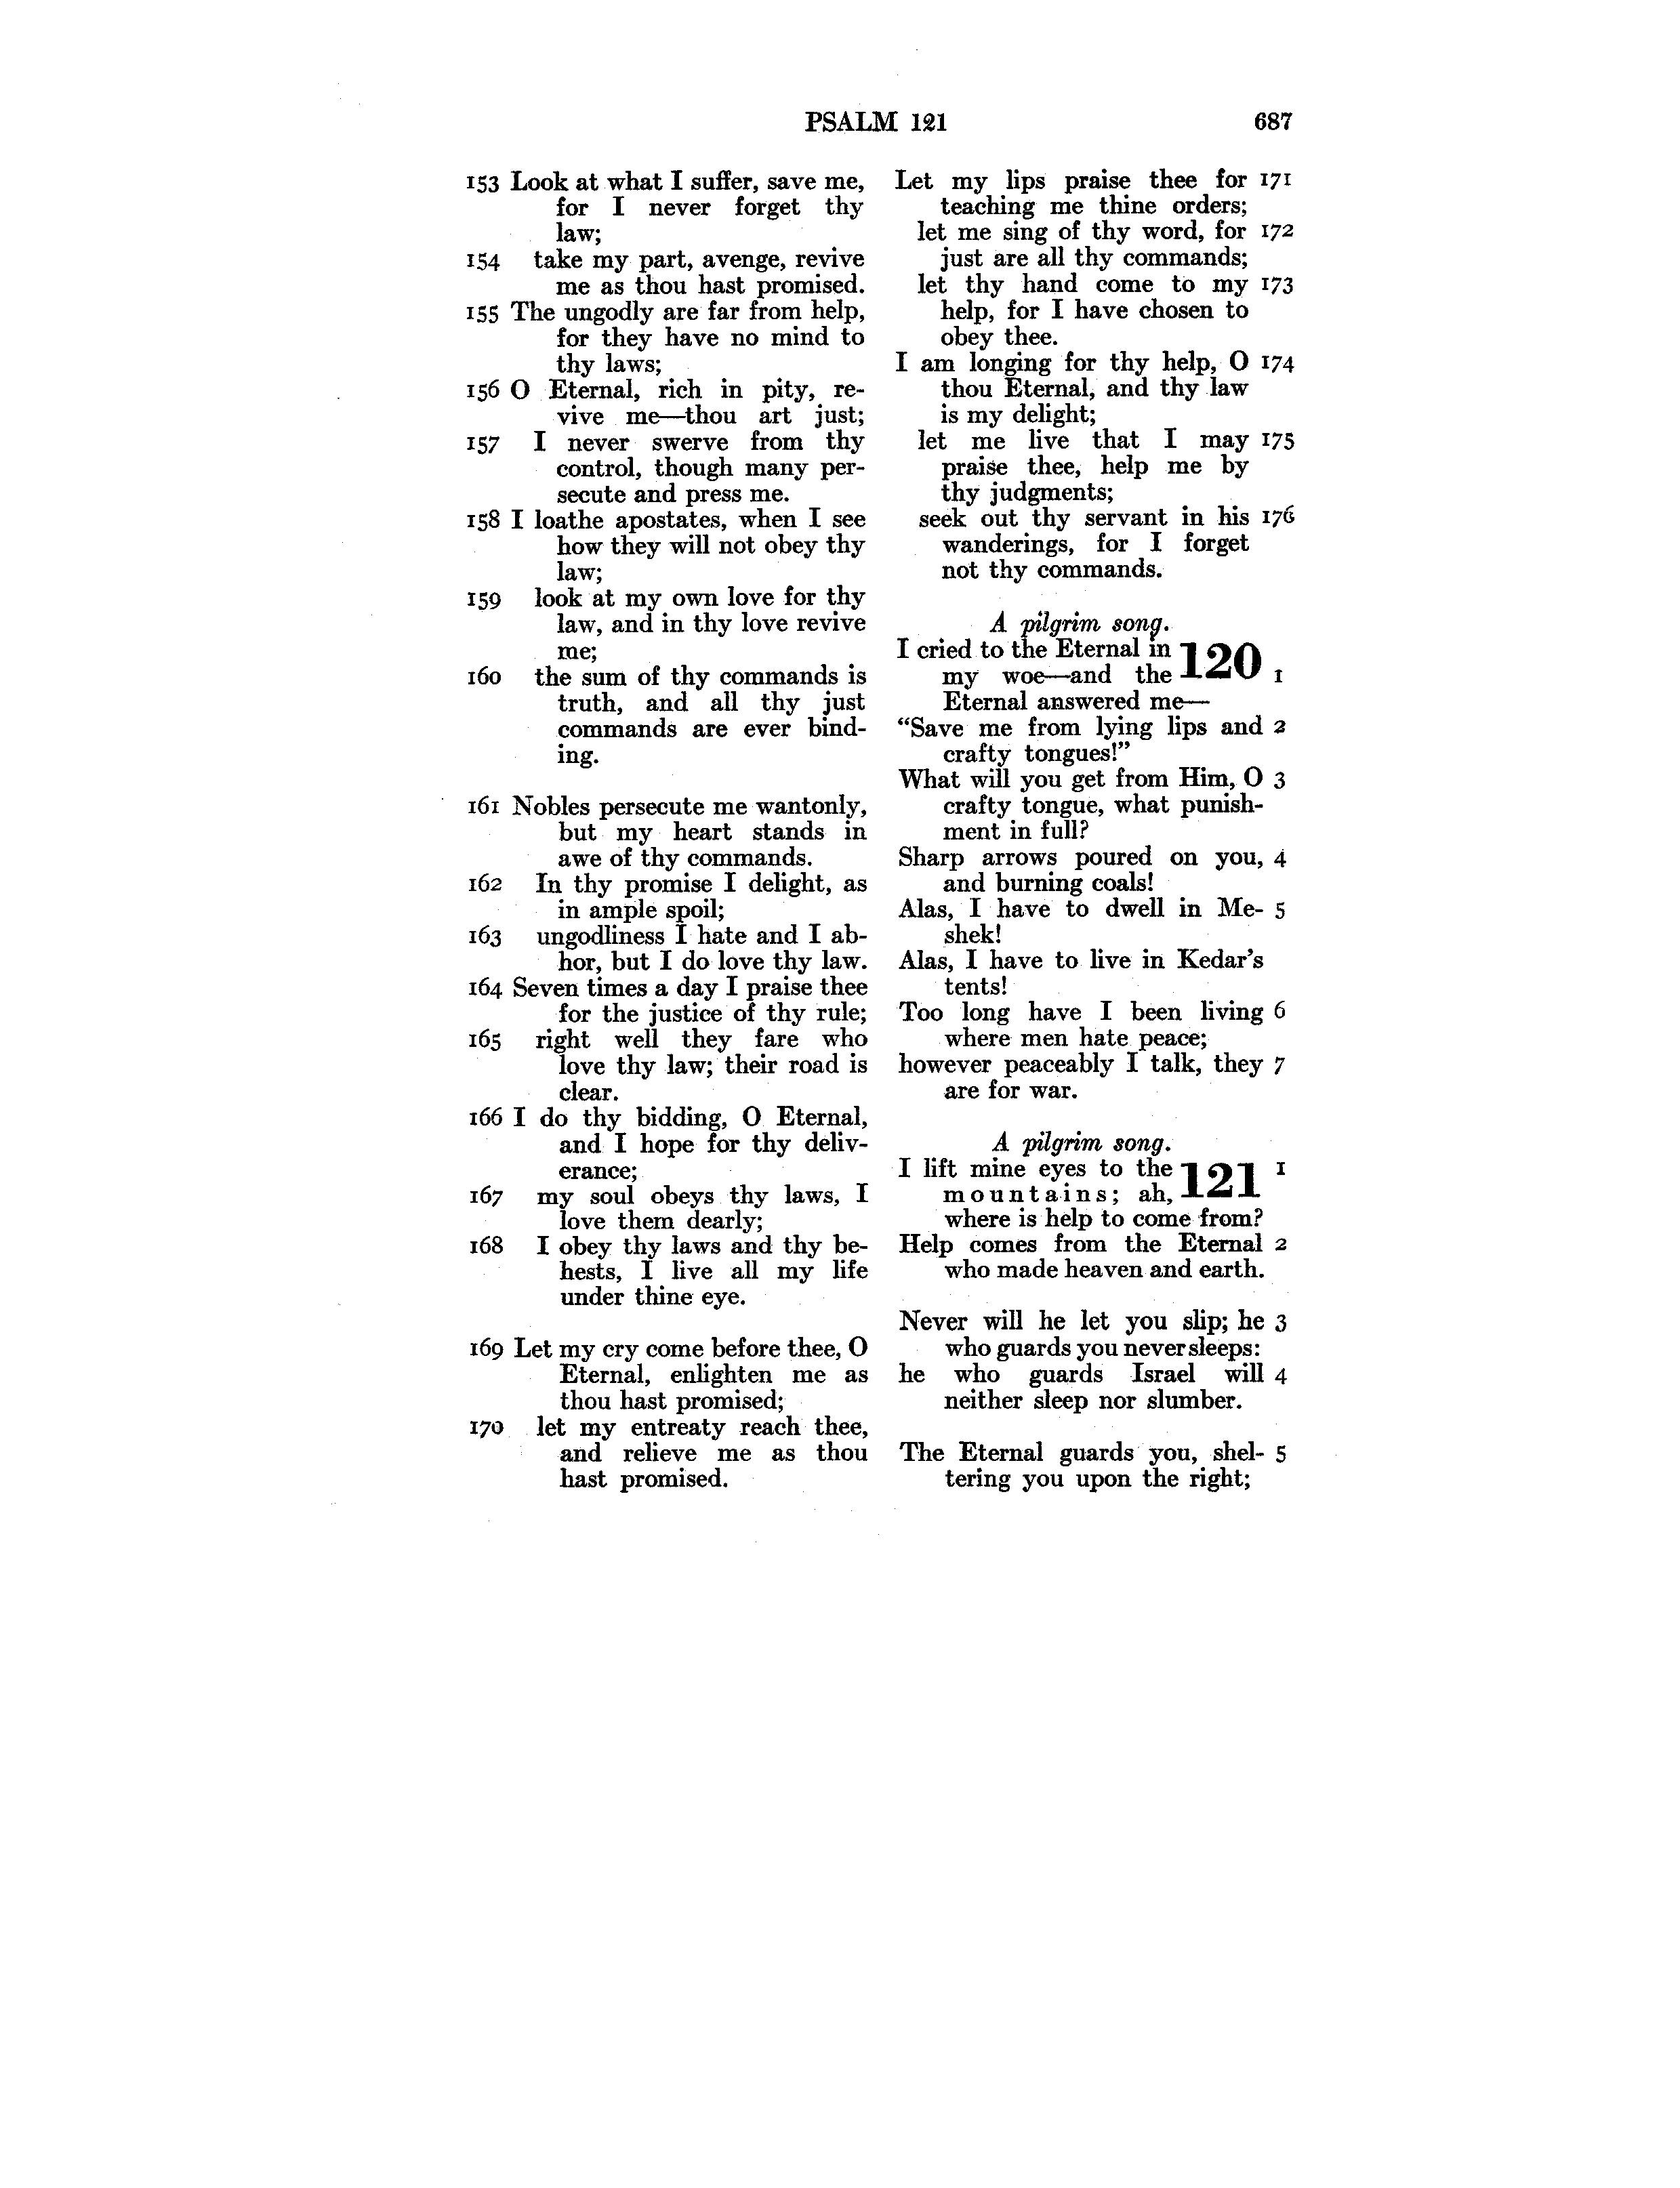 PSALM 121 687
153 Look at what I suffer, save me,
for I never forget thy
law;
154 take my part, avenge, revive
me as thou hast promised.
155 The ungodly are far from help,
for they have no mind to
thy laws;
156 O Eternal, rich in pity, re-
vive me—thou art just;
157 I never swerve from thy
control, though many per-
secute and press me.
158 I loathe apostates, when I see
how they will not obey thy
law;
159 look at my own love for thy
law, and in thy love revive
me;
160 the sum of thy commands is
truth, and all thy just
commands are ever bind-
ing.
161 Nobles persecute me wantonly,
but my heart stands in
awe of thy commands.
162 In thy promise I delight, as
in ample spoil;
163 ungodliness I hate and I ab-
hor, but I do love thy law.
164 Seven times a day I praise thee
for the justice of thy rule;
165 right well they fare who
love thy law; their road is
clear.
166 I do thy bidding, O Eternal,
and I hope for thy deliv-
erance;
167 my soul obeys thy laws, I
love them dearly;
168 I obey thy laws and thy be-
hests, I live all my life
under thine eye.
169 Let my cry come before thee, O
Eternal, enlighten me as
thou hast promised;
170 let my entreaty reach thee,
and relieve me as thou
hast promised.
Let my lips praise thee for 171
teaching me thine orders;
let me sing of thy word, for 172
just are all thy commands;
let thy hand come to my 173
help, for I have chosen to
obey thee.
I am longing for thy help, O 174
thou Eternal, and thy law
is my delight;
let me live that I may 175
praise thee, help me by
thy judgments;
seek out thy servant in his 176
wanderings, for I forget
not thy commands.
A pilgrim song.
I cried to the Eternal in 120
my woe—and the 1
Eternal answered me—
“Save me from lying lips and 2
crafty tongues!”
What will you get from Him, O 3
crafty tongue, what punish-
ment in full?
Sharp arrows poured on you, 4
and burning coals!
Alas, I have to dwell in Me- 5
shek!
Alas, I have to live in Kedar’s
tents!
Too long have I been living 6
where men hate peace;
however peaceably I talk, they 7
are for war.
A pilgrim song.
I lift mine eyes to the 121 1
mountains; ah,
where is help to come from?
Help comes from the Eternal 2
who made heaven and earth.
Never will he let you slip; he 3
who guards you never sleeps:
he who guards Israel will 4
neither sleep nor slumber.
The Eternal guards you, shel- 5
tering you upon the right;